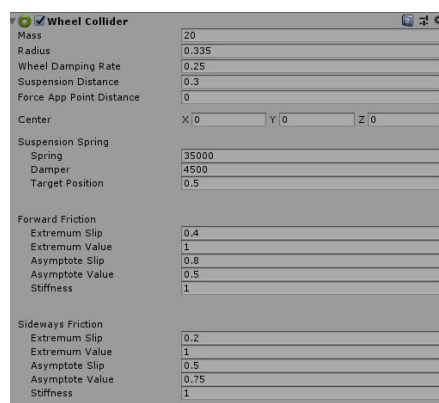 Wheel Collider
Mass 20
Radius 0.335
Wheel Damping Rate 0.25
Suspension Distance 0.3
Force App Point Distance 0
Center X 0 Y 0 Z 0
Suspension Spring
Spring 35000
Damper 4500
Target Position 0.5
Forward Friction
Extremum Slip 0.4
Extremum Value 1
Asymptote Slip 0.8
Asymptote Value 0.5
Stiffness 1
Sideways Friction
Extremum Slip 0.2
Extremum Value 1
Asymptote Slip 0.5
Asymptote Value 0.75
Stiffness 1